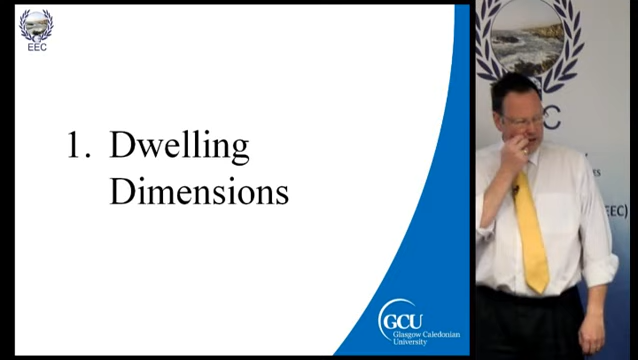 EEC
1. Dwelling
Dimensions
GCU
Glasgow Caledonian
University
EEC)